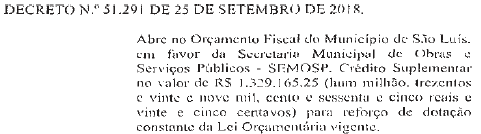 DECRETO N.º 51.291 DE 25 DE SETEMBRO DE 2018.
Abre no Orçamento Fiscal do Município de São Luís,
em favor da Secretaria Municipal de Obras e
Serviços Públicos - SEMOSP, Crédito Suplementar
no valor de R$ 1.329.165,25 (hum milhão, trezentos
e vinte e nove mil, cento e sessenta e cinco reais e
vinte e cinco centavos) para reforço de dotação
constante da Lei Orçamentária vigente.